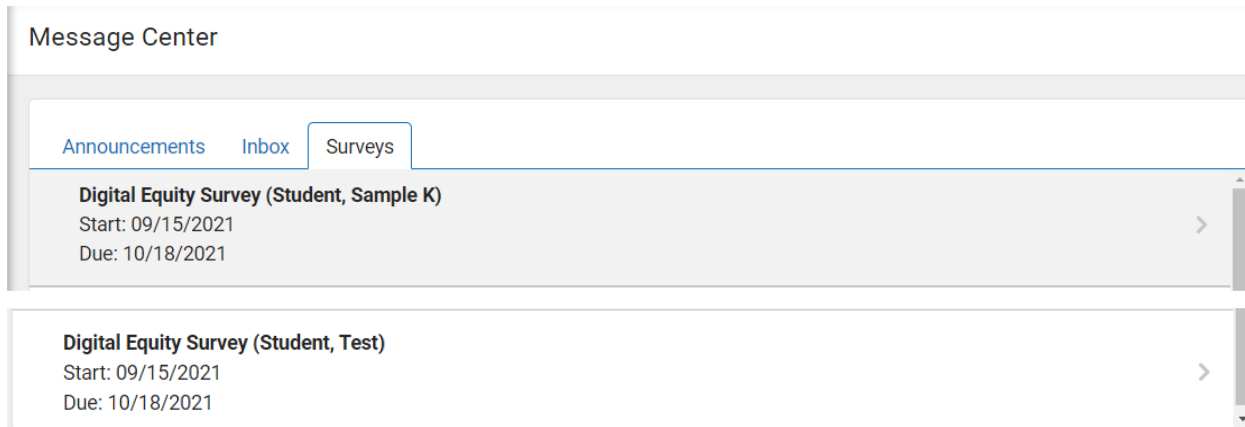 Message Center
Announcements Inbox Surveys
Digital Equity Survey (Student, Sample K)
Start: 09/15/2021
Due: 10/18/2021
Digital Equity Survey (Student, Test)
Start: 09/15/2021
Due: 10/18/2021